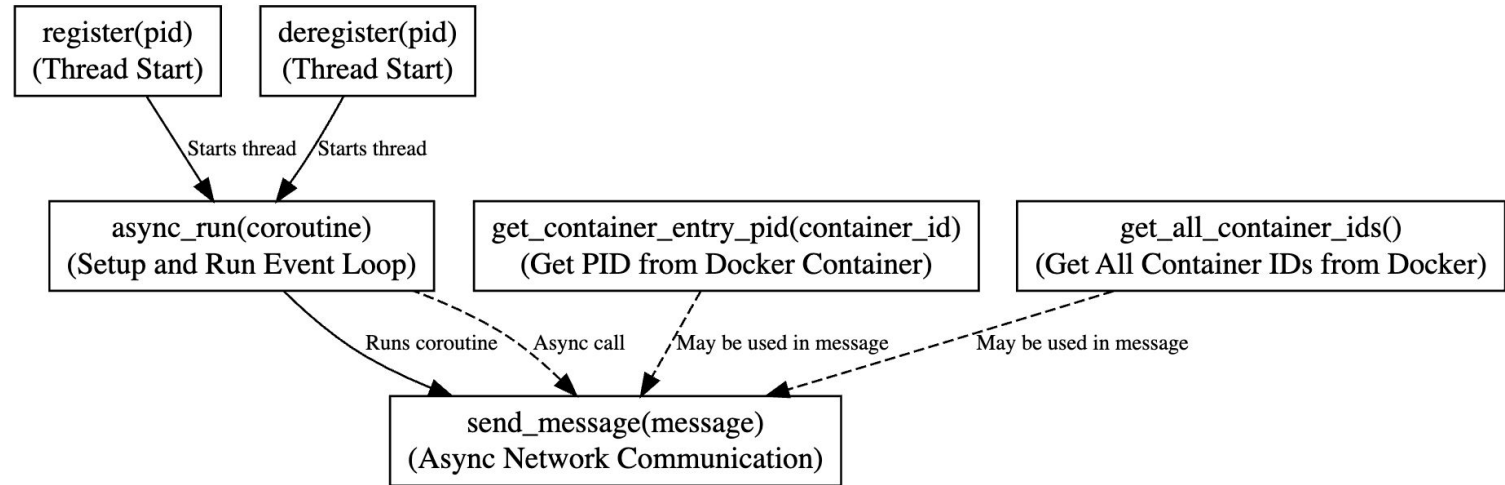 register(pid)
(Thread Start)
deregister(pid)
(Thread Start)
Starts thread
Starts thread
async_run(coroutine)
(Setup and Run Event Loop)
get_container_entry_pid(container_id)
(Get PID from Docker Container)
get_all_container_ids()
(Get All Container IDs from Docker)
Runs coroutine
Async call
May be used in message
May be used in message
send_message(message)
(Async Network Communication)